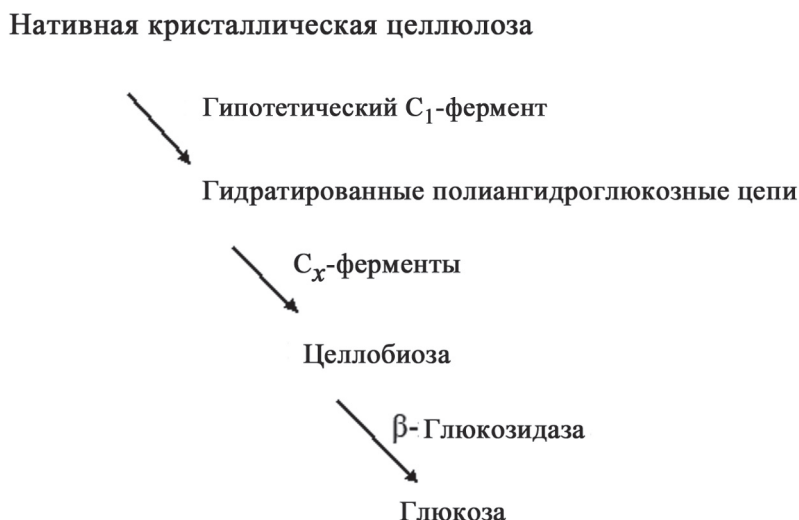 Нативная кристаллическая целлюлоза
Гипотетический C₁-фермент
Гидратированные полиангидроглюкозные цепи
Cₓ-ферменты
Целлобиоза
β-Глюкозидаза
Глюкоза